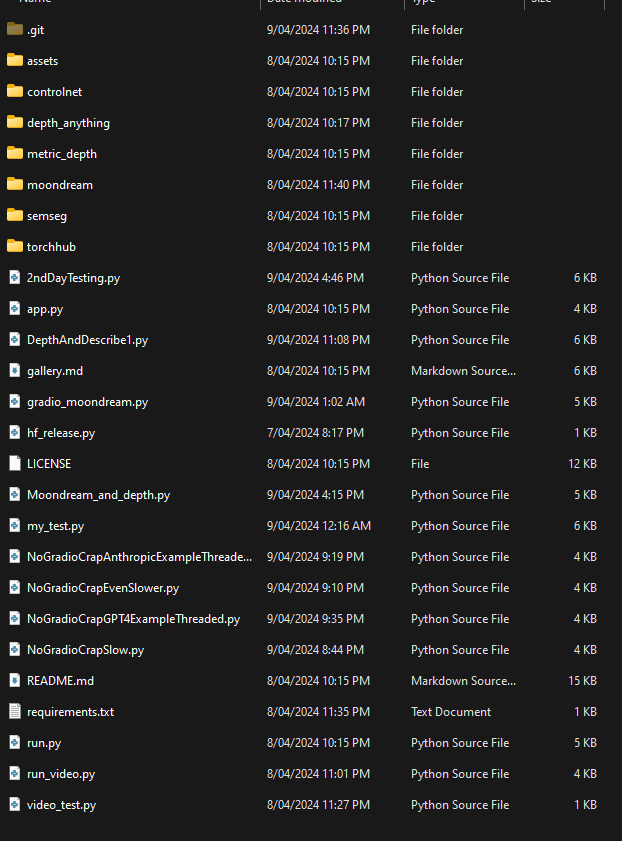 Name Date modified Type Size
.git 9/04/2024 11:36 PM File folder
assets 8/04/2024 10:15 PM File folder
controlnet 8/04/2024 10:15 PM File folder
depth_anything 8/04/2024 10:17 PM File folder
metric_depth 8/04/2024 10:15 PM File folder
moondream 8/04/2024 11:40 PM File folder
semseg 8/04/2024 10:15 PM File folder
torchhub 8/04/2024 10:15 PM File folder
2ndDayTesting.py 9/04/2024 4:46 PM Python Source File 6 KB
app.py 8/04/2024 10:15 PM Python Source File 4 KB
DepthAndDescribe1.py 9/04/2024 11:08 PM Python Source File 6 KB
gallery.md 8/04/2024 10:15 PM Markdown Source... 6 KB
gradio_moondream.py 9/04/2024 1:02 AM Python Source File 5 KB
hf_release.py 7/04/2024 8:17 PM Python Source File 1 KB
LICENSE 8/04/2024 10:15 PM File 12 KB
Moondream_and_depth.py 9/04/2024 4:15 PM Python Source File 5 KB
my_test.py 9/04/2024 12:16 AM Python Source File 6 KB
NoGradioCrapAnthropicExampleThreade... 9/04/2024 9:19 PM Python Source File 4 KB
NoGradioCrapEvenSlower.py 9/04/2024 9:10 PM Python Source File 4 KB
NoGradioCrapGPT4ExampleThreaded.py 9/04/2024 9:35 PM Python Source File 4 KB
NoGradioCrapSlow.py 9/04/2024 8:44 PM Python Source File 4 KB
README.md 8/04/2024 10:15 PM Markdown Source... 15 KB
requirements.txt 8/04/2024 11:35 PM Text Document 1 KB
run.py 8/04/2024 10:15 PM Python Source File 5 KB
run_video.py 8/04/2024 11:01 PM Python Source File 4 KB
video_test.py 8/04/2024 11:27 PM Python Source File 1 KB